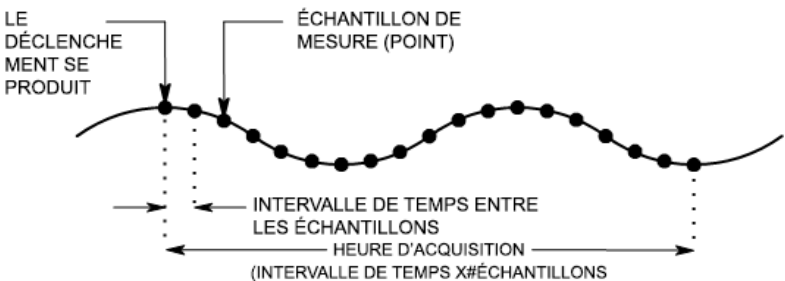 LE
DÉCLENCHE
MENT SE
PRODUIT
ÉCHANTILLON DE
MESURE (POINT)
INTERVALLE DE TEMPS ENTRE
LES ÉCHANTILLONS
HEURE D'ACQUISITION
(INTERVALLE DE TEMPS X#ÉCHANTILLONS